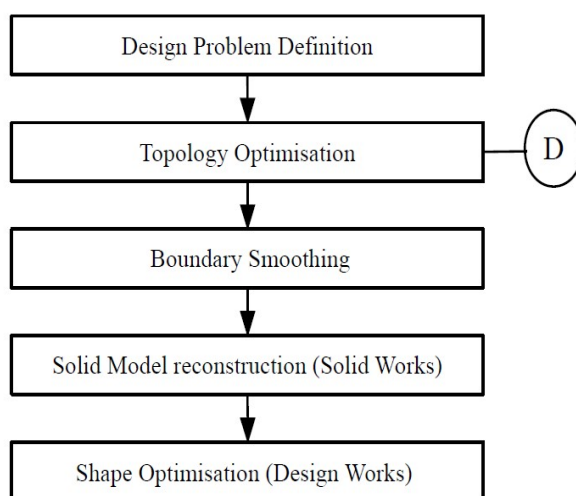 Design Problem Definition
Topology Optimisation
D
Boundary Smoothing
Solid Model reconstruction (Solid Works)
Shape Optimisation (Design Works)